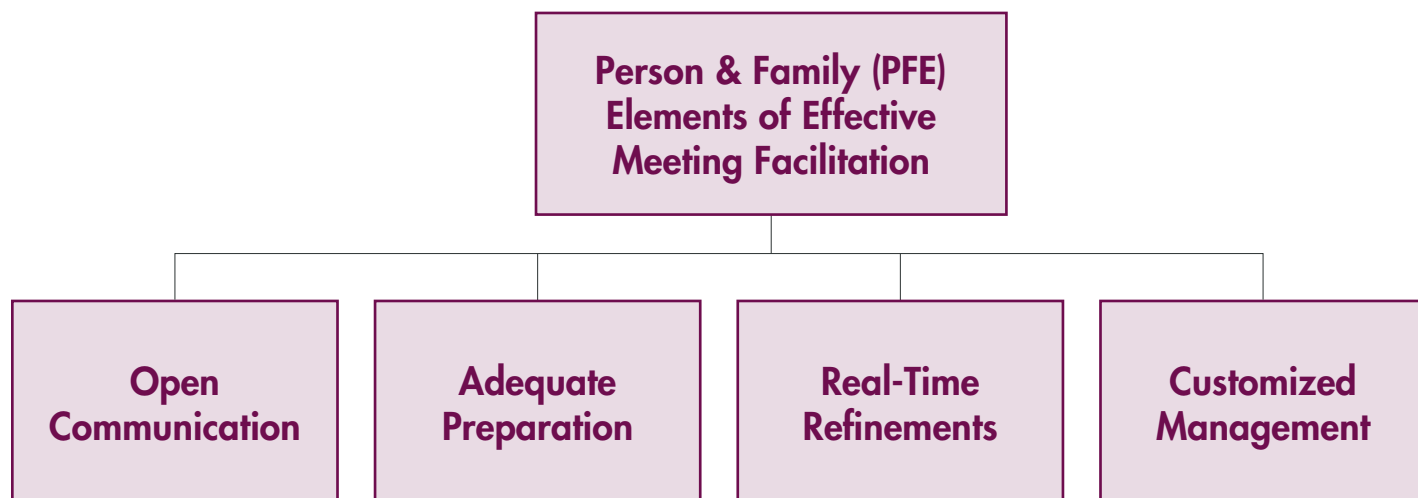 Person & Family (PFE)
Elements of Effective
Meeting Facilitation
Open
Communication
Adequate
Preparation
Real-Time
Refinements
Customized
Management